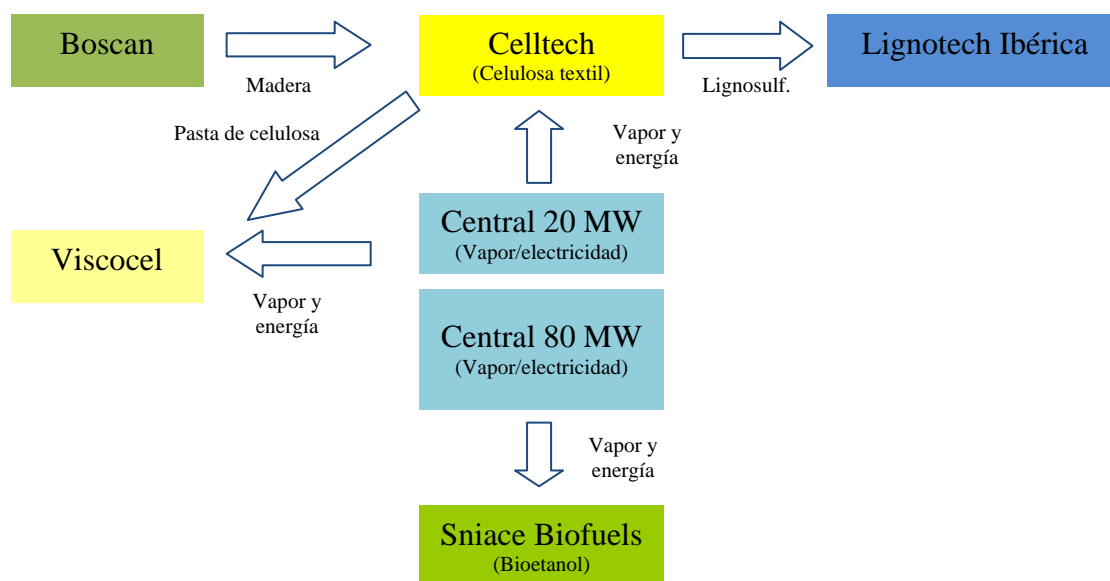 Boscan
Celltech
(Celulosa textil)
Lignotech Ibérica
Madera
Lignosulf.
Pasta de celulosa
Vapor y
energía
Central 20 MW
(Vapor/electricidad)
Viscocel
Vapor y
energía
Central 80 MW
(Vapor/electricidad)
Vapor y
energía
Sniace Biofuels
(Bioetanol)